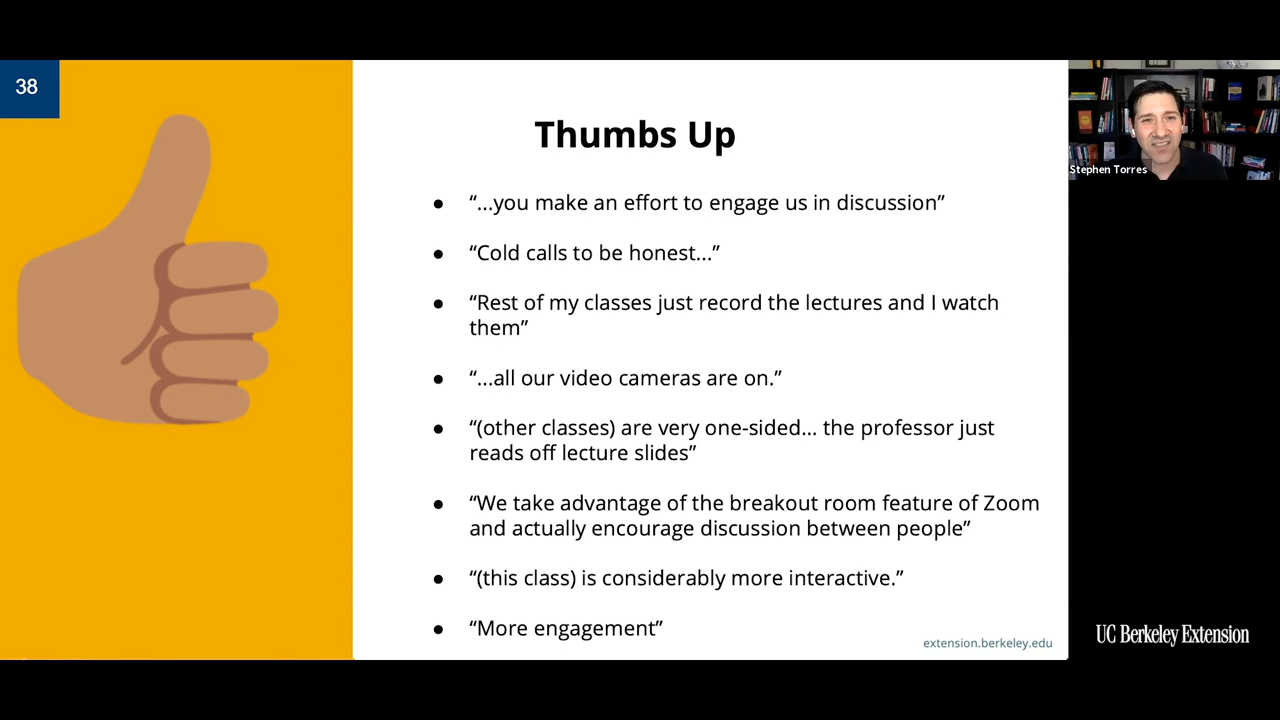 38
Thumbs Up
● “...you make an effort to engage us in discussion”
● “Cold calls to be honest...”
● “Rest of my classes just record the lectures and I watch
them”
● “...all our video cameras are on.”
● “(other classes) are very one-sided... the professor just
reads off lecture slides”
● “We take advantage of the breakout room feature of Zoom
and actually encourage discussion between people”
● “(this class) is considerably more interactive.”
● “More engagement”
extension.berkeley.edu
Stephen Torres
UC Berkeley Extension